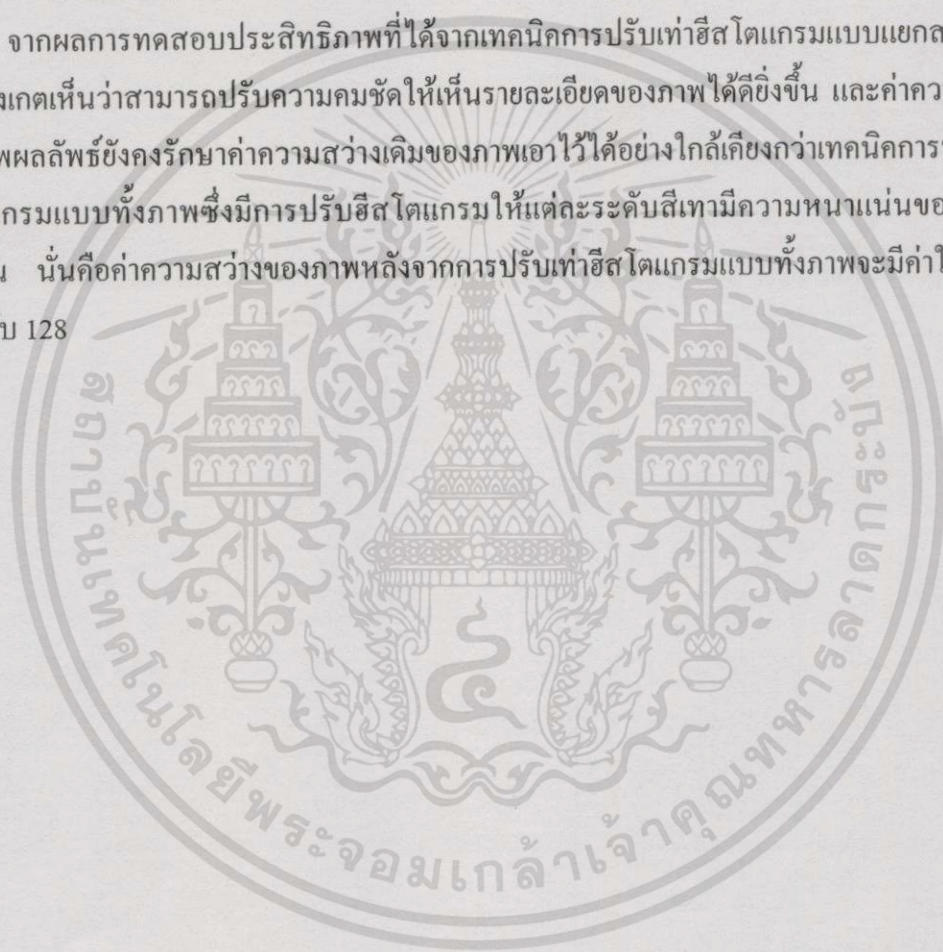 จากผลการทดสอบประสิทธิภาพที่ได้จากเทคนิคการปรับเท่าฮีสโตแกรมแบบแยกส
งเกตเห็นว่าสามารถปรับความคมชัดให้เห็นรายละเอียดของภาพได้ดียิ่งขึ้น และค่าคว
พผลลัพธ์ยังคงรักษาค่าความสว่างเดิมของภาพเอาไว้ได้อย่างใกล้เคียงกว่าเทคนิคการ
กรมแบบทั้งภาพซึ่งมีการปรับฮีสโตแกรมให้แต่ละระดับสีเทามีความหนาแน่นขอ
น นั่นคือค่าความสว่างของภาพหลังจากการปรับเท่าฮีสโตแกรมแบบทั้งภาพจะมีค่าใ
ับ 128
สถาบันเทคโนโลยีพระจอมเกล้าเจ้าคุณทหารลาดกระบัง